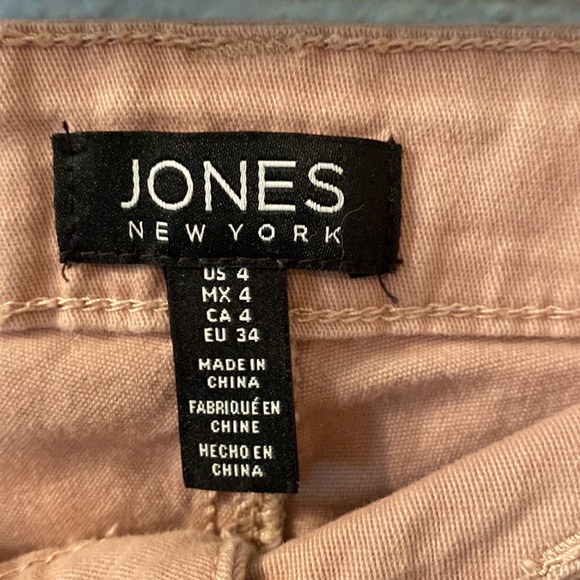 JONES
NEW YORK
US 4
MX 4
CA 4
EU 34
MADE IN
CHINA
FABRIQUÉ EN
CHINE
HECHO EN
CHINA